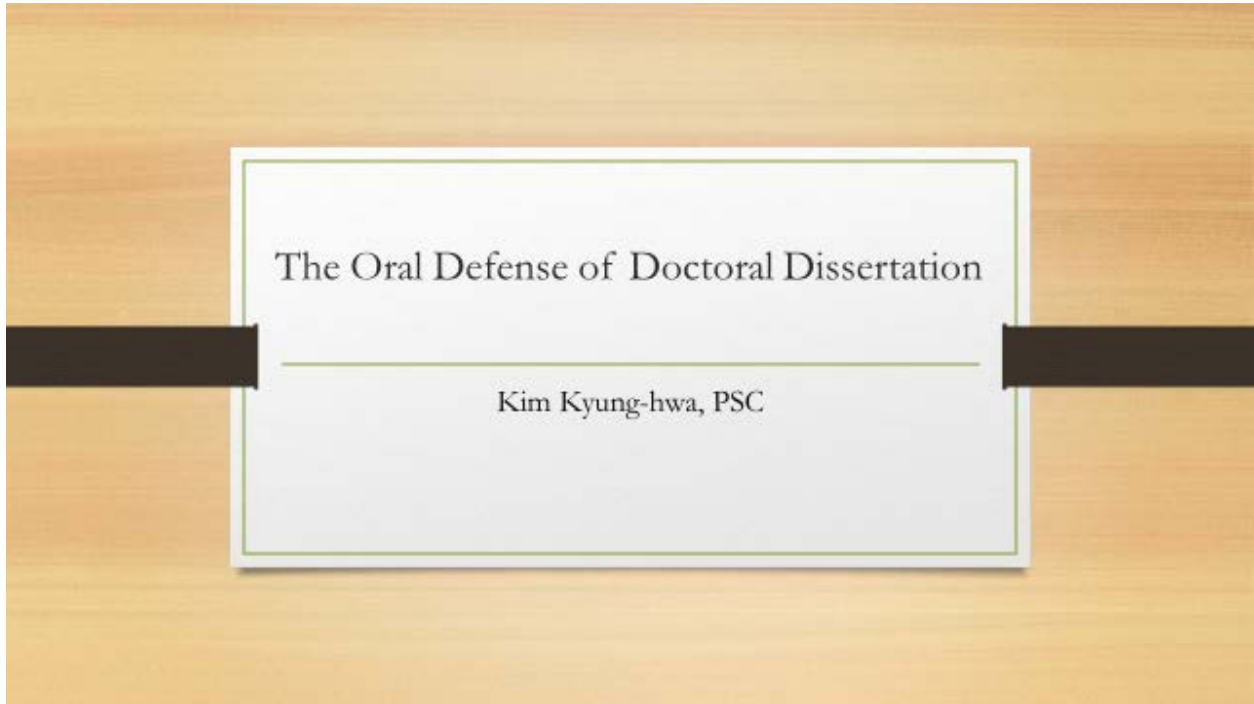 The Oral Defense of Doctoral Dissertation
Kim Kyung-hwa, PSC